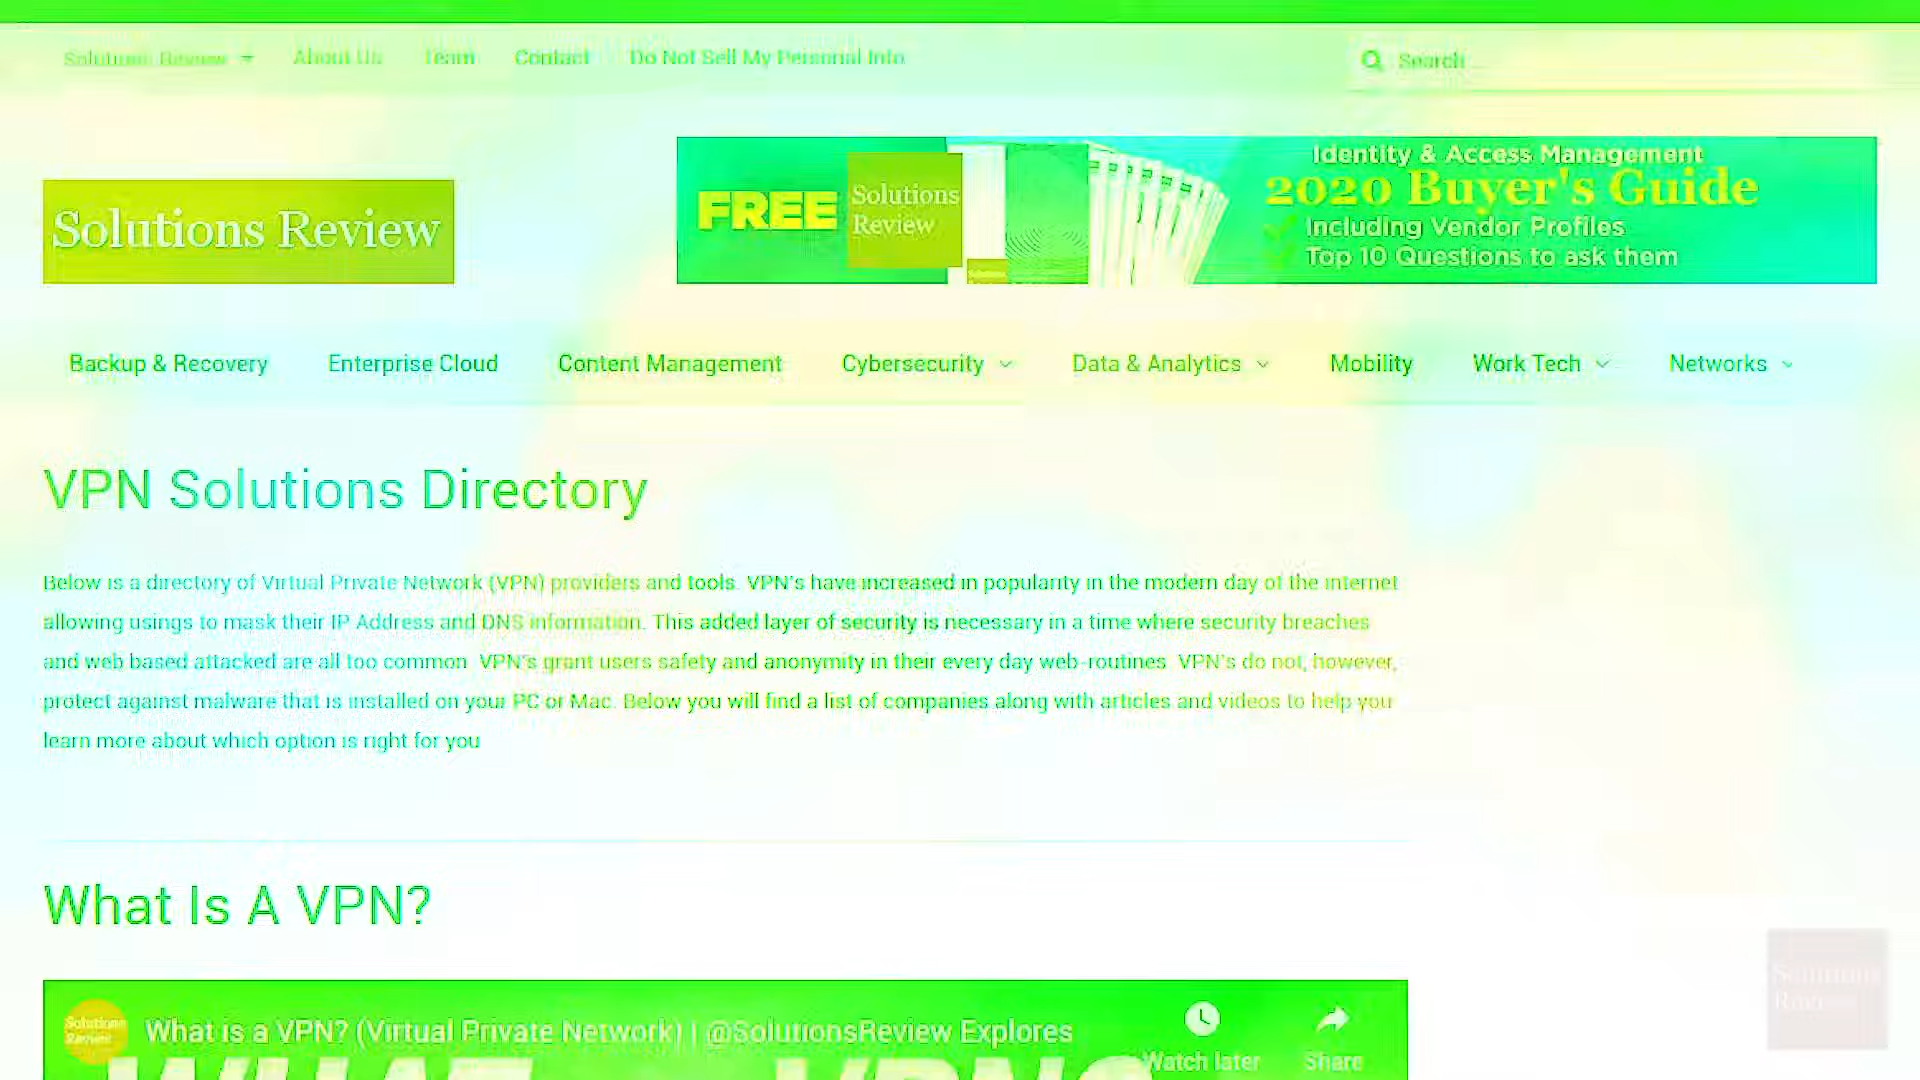 Solutions Review
About Us
Team
Contact
Do Not Sell My Personal Info
Search ...
Solutions Review
FREE
Solutions
Review
Identity & Access Management
2020 Buyer's Guide
Including Vendor Profiles
Top 10 Questions to ask them
Backup & Recovery
Enterprise Cloud
Content Management
Cybersecurity
Data & Analytics
Mobility
Work Tech
Networks
VPN Solutions Directory
Below is a directory of Virtual Private Network (VPN) providers and tools. VPN's have increased in popularity in the modern day of the internet
allowing usings to mask their IP Address and DNS information. This added layer of security is necessary in a time where security breaches
and web based attacked are all too common. VPN's grant users safety and anonymity in their every day web-routines. VPN's do not, however,
protect against malware that is installed on your PC or Mac. Below you will find a list of companies along with articles and videos to help you
learn more about which option is right for you.
What Is A VPN?
Solutions
Review
What is a VPN? (Virtual Private Network) | @SolutionsReview Explores
Watch later
Share
Solutions
Review